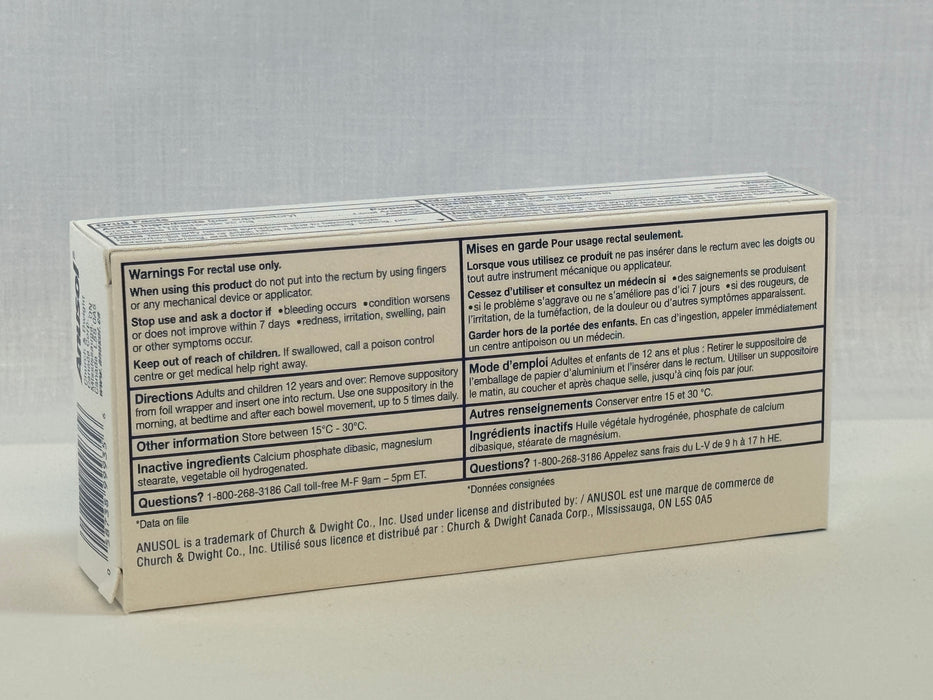 Warnings For rectal use only.
When using this product do not put into the rectum by using fingers
or any mechanical device or applicator.
Stop use and ask a doctor if •bleeding occurs •condition worsens
or does not improve within 7 days •redness, irritation, swelling, pain
or other symptoms occur.
Keep out of reach of children. If swallowed, call a poison control
centre or get medical help right away.
Directions Adults and children 12 years and over: Remove suppository
from foil wrapper and insert one into rectum. Use one suppository in the
morning, at bedtime and after each bowel movement, up to 5 times daily.
Other information Store between 15°C - 30°C.
Inactive ingredients Calcium phosphate dibasic, magnesium
stearate, vegetable oil hydrogenated.
Questions? 1-800-268-3186 Call toll-free M-F 9am – 5pm ET.
*Data on file
Mises en garde Pour usage rectal seulement.
Lorsque vous utilisez ce produit ne pas insérer dans le rectum avec les doigts ou
tout autre instrument mécanique ou applicateur.
Cessez d'utiliser et consultez un médecin si •des saignements se produisent
•si le problème s'aggrave ou ne s'améliore pas d'ici 7 jours •si des rougeurs, de
l'irritation, de la tuméfaction, de la douleur ou d'autres symptômes apparaissent.
Garder hors de la portée des enfants. En cas d'ingestion, appeler immédiatement
un centre antipoison ou un médecin.
Mode d'emploi Adultes et enfants de 12 ans et plus : Retirer le suppositoire de
l'emballage de papier d'aluminium et l'insérer dans le rectum. Utiliser un suppositoire
le matin, au coucher et après chaque selle, jusqu'à cinq fois par jour.
Autres renseignements Conserver entre 15 et 30 °C.
Ingrédients inactifs Huile végétale hydrogénée, phosphate de calcium
dibasique, stéarate de magnésium.
Questions? 1-800-268-3186 Appelez sans frais du L-V de 9 h à 17 h HE.
*Données consignées
ANUSOL is a trademark of Church & Dwight Co., Inc. Used under license and distributed by: / ANUSOL est une marque de commerce de
Church & Dwight Co., Inc. Utilisé sous licence et distribué par : Church & Dwight Canada Corp., Mississauga, ON L5S 0A5
Anusol